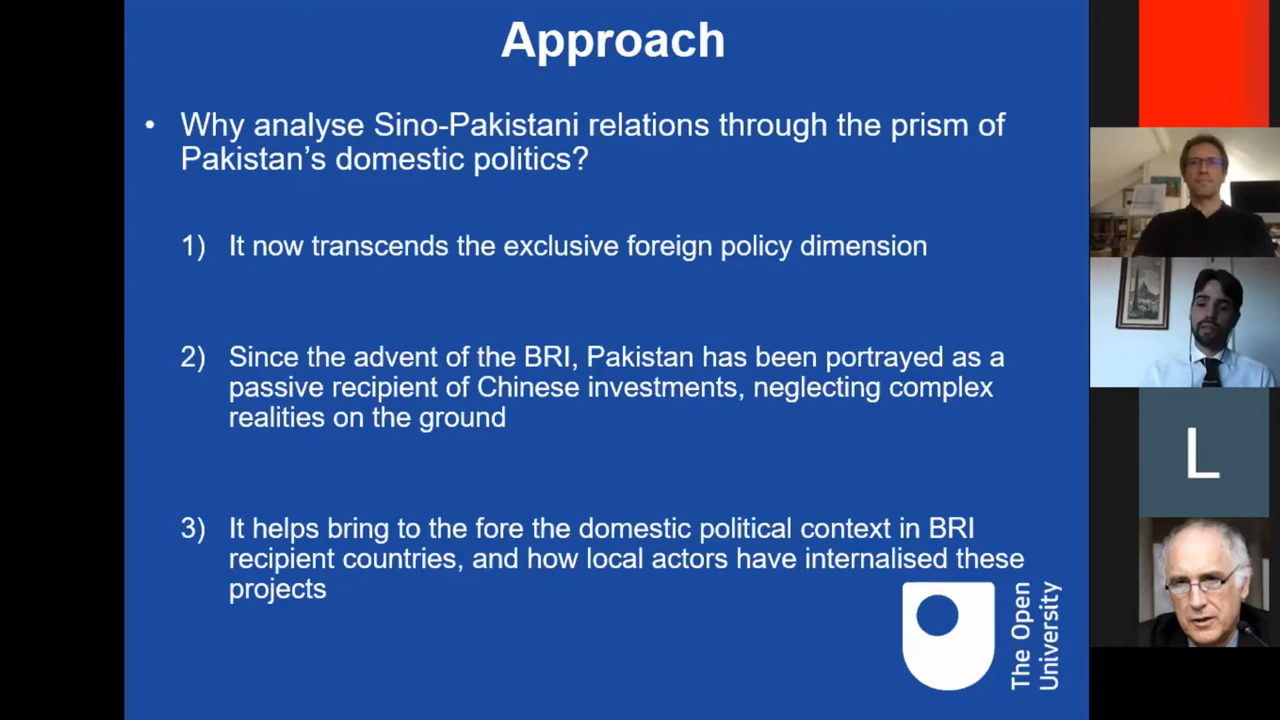 Approach
• Why analyse Sino-Pakistani relations through the prism of
Pakistan's domestic politics?
1) It now transcends the exclusive foreign policy dimension
2) Since the advent of the BRI, Pakistan has been portrayed as a
passive recipient of Chinese investments, neglecting complex
realities on the ground
3) It helps bring to the fore the domestic political context in BRI
recipient countries, and how local actors have internalised these
projects
The Open
University
L